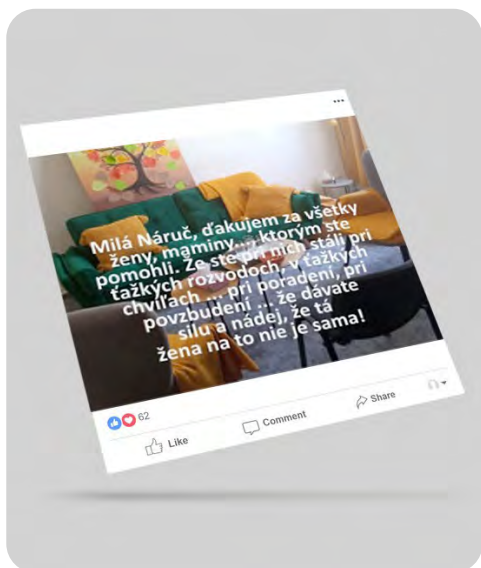 ...
Milá Náruč, ďakujem za všetky
ženy, maminy... , ktorým ste
pomohli. Že ste pri nich stáli pri
ťažkých rozvodoch, v ťažkých
chvíľach ... pri poradení, pri
povzbudení ... že dávate
silu a nádej, že tá
žena na to nie je sama!
62
Like Comment Share